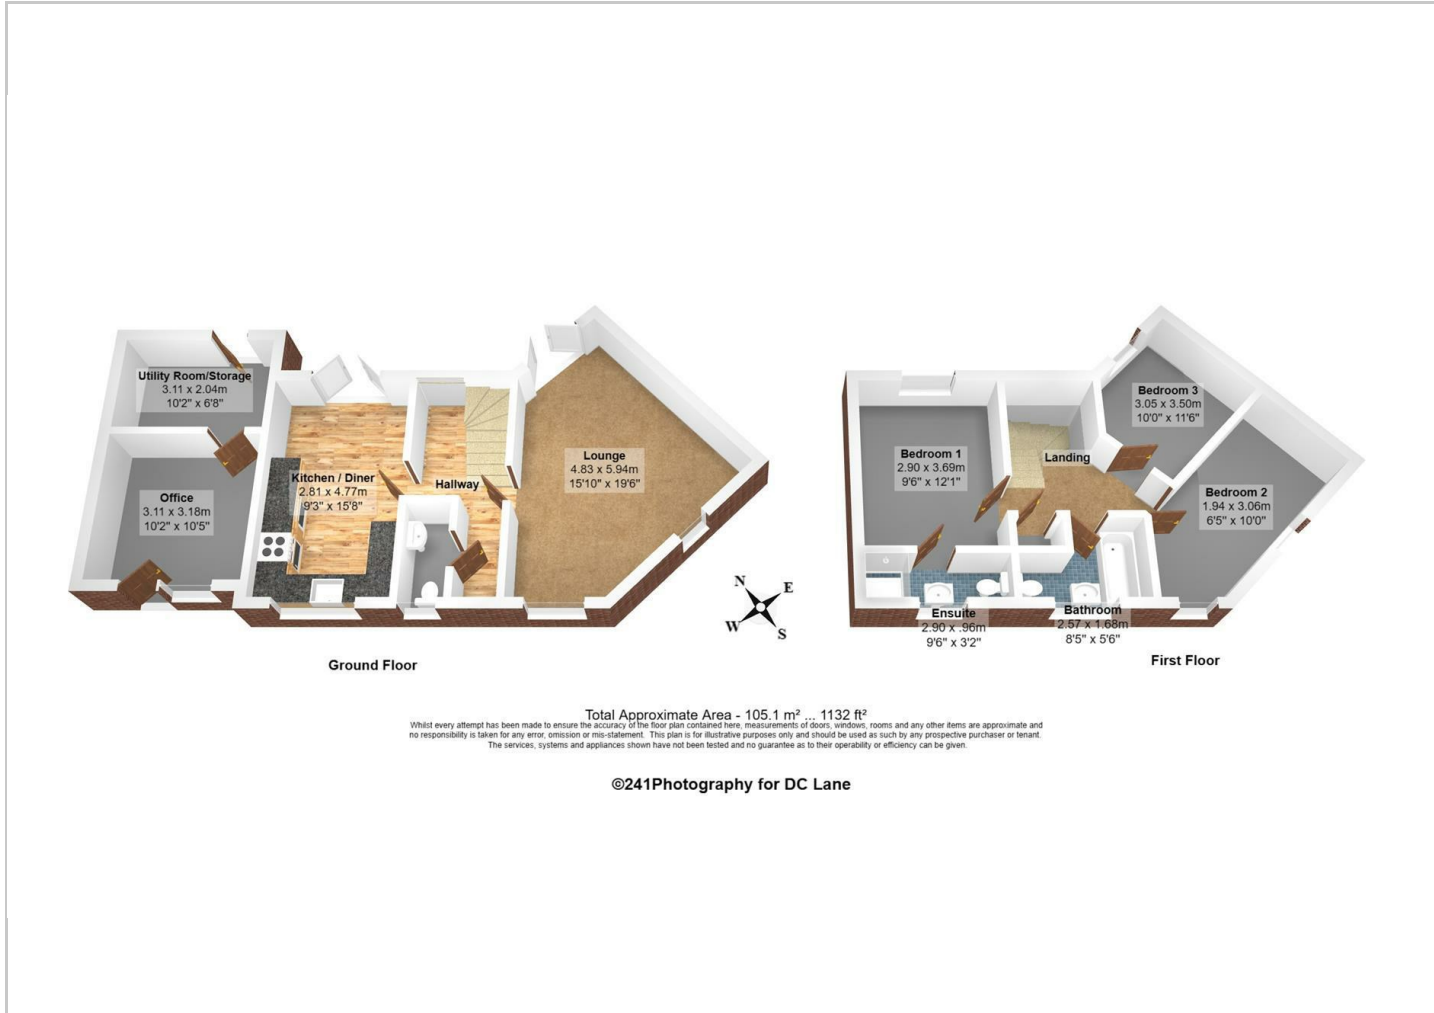 Utility Room/Storage
3.11 x 2.04m
10'2" x 6'8"
Office
3.11 x 3.18m
10'2" x 10'5"
Kitchen / Diner
2.81 x 4.77m
9'3" x 15'8"
Hallway
Lounge
4.83 x 5.94m
15'10" x 19'6"
Ground Floor
N
E
W
S
Bedroom 1
2.90 x 3.69m
9'6" x 12'1"
Landing
Bedroom 3
3.05 x 3.50m
10'0" x 11'6"
Bedroom 2
1.94 x 3.06m
6'5" x 10'0"
Ensuite
2.90 x .96m
9'6" x 3'2"
Bathroom
2.57 x 1.68m
8'5" x 5'6"
First Floor
Total Approximate Area - 105.1 m² ... 1132 ft²
Whilst every attempt has been made to ensure the accuracy of the floor plan contained here, measurements of doors, windows, rooms and any other items are approximate and
no responsibility is taken for any error, omission or mis-statement. This plan is for illustrative purposes only and should be used as such by any prospective purchaser or tenant.
The services, systems and appliances shown have not been tested and no guarantee as to their operability or efficiency can be given.
©241Photography for DC Lane